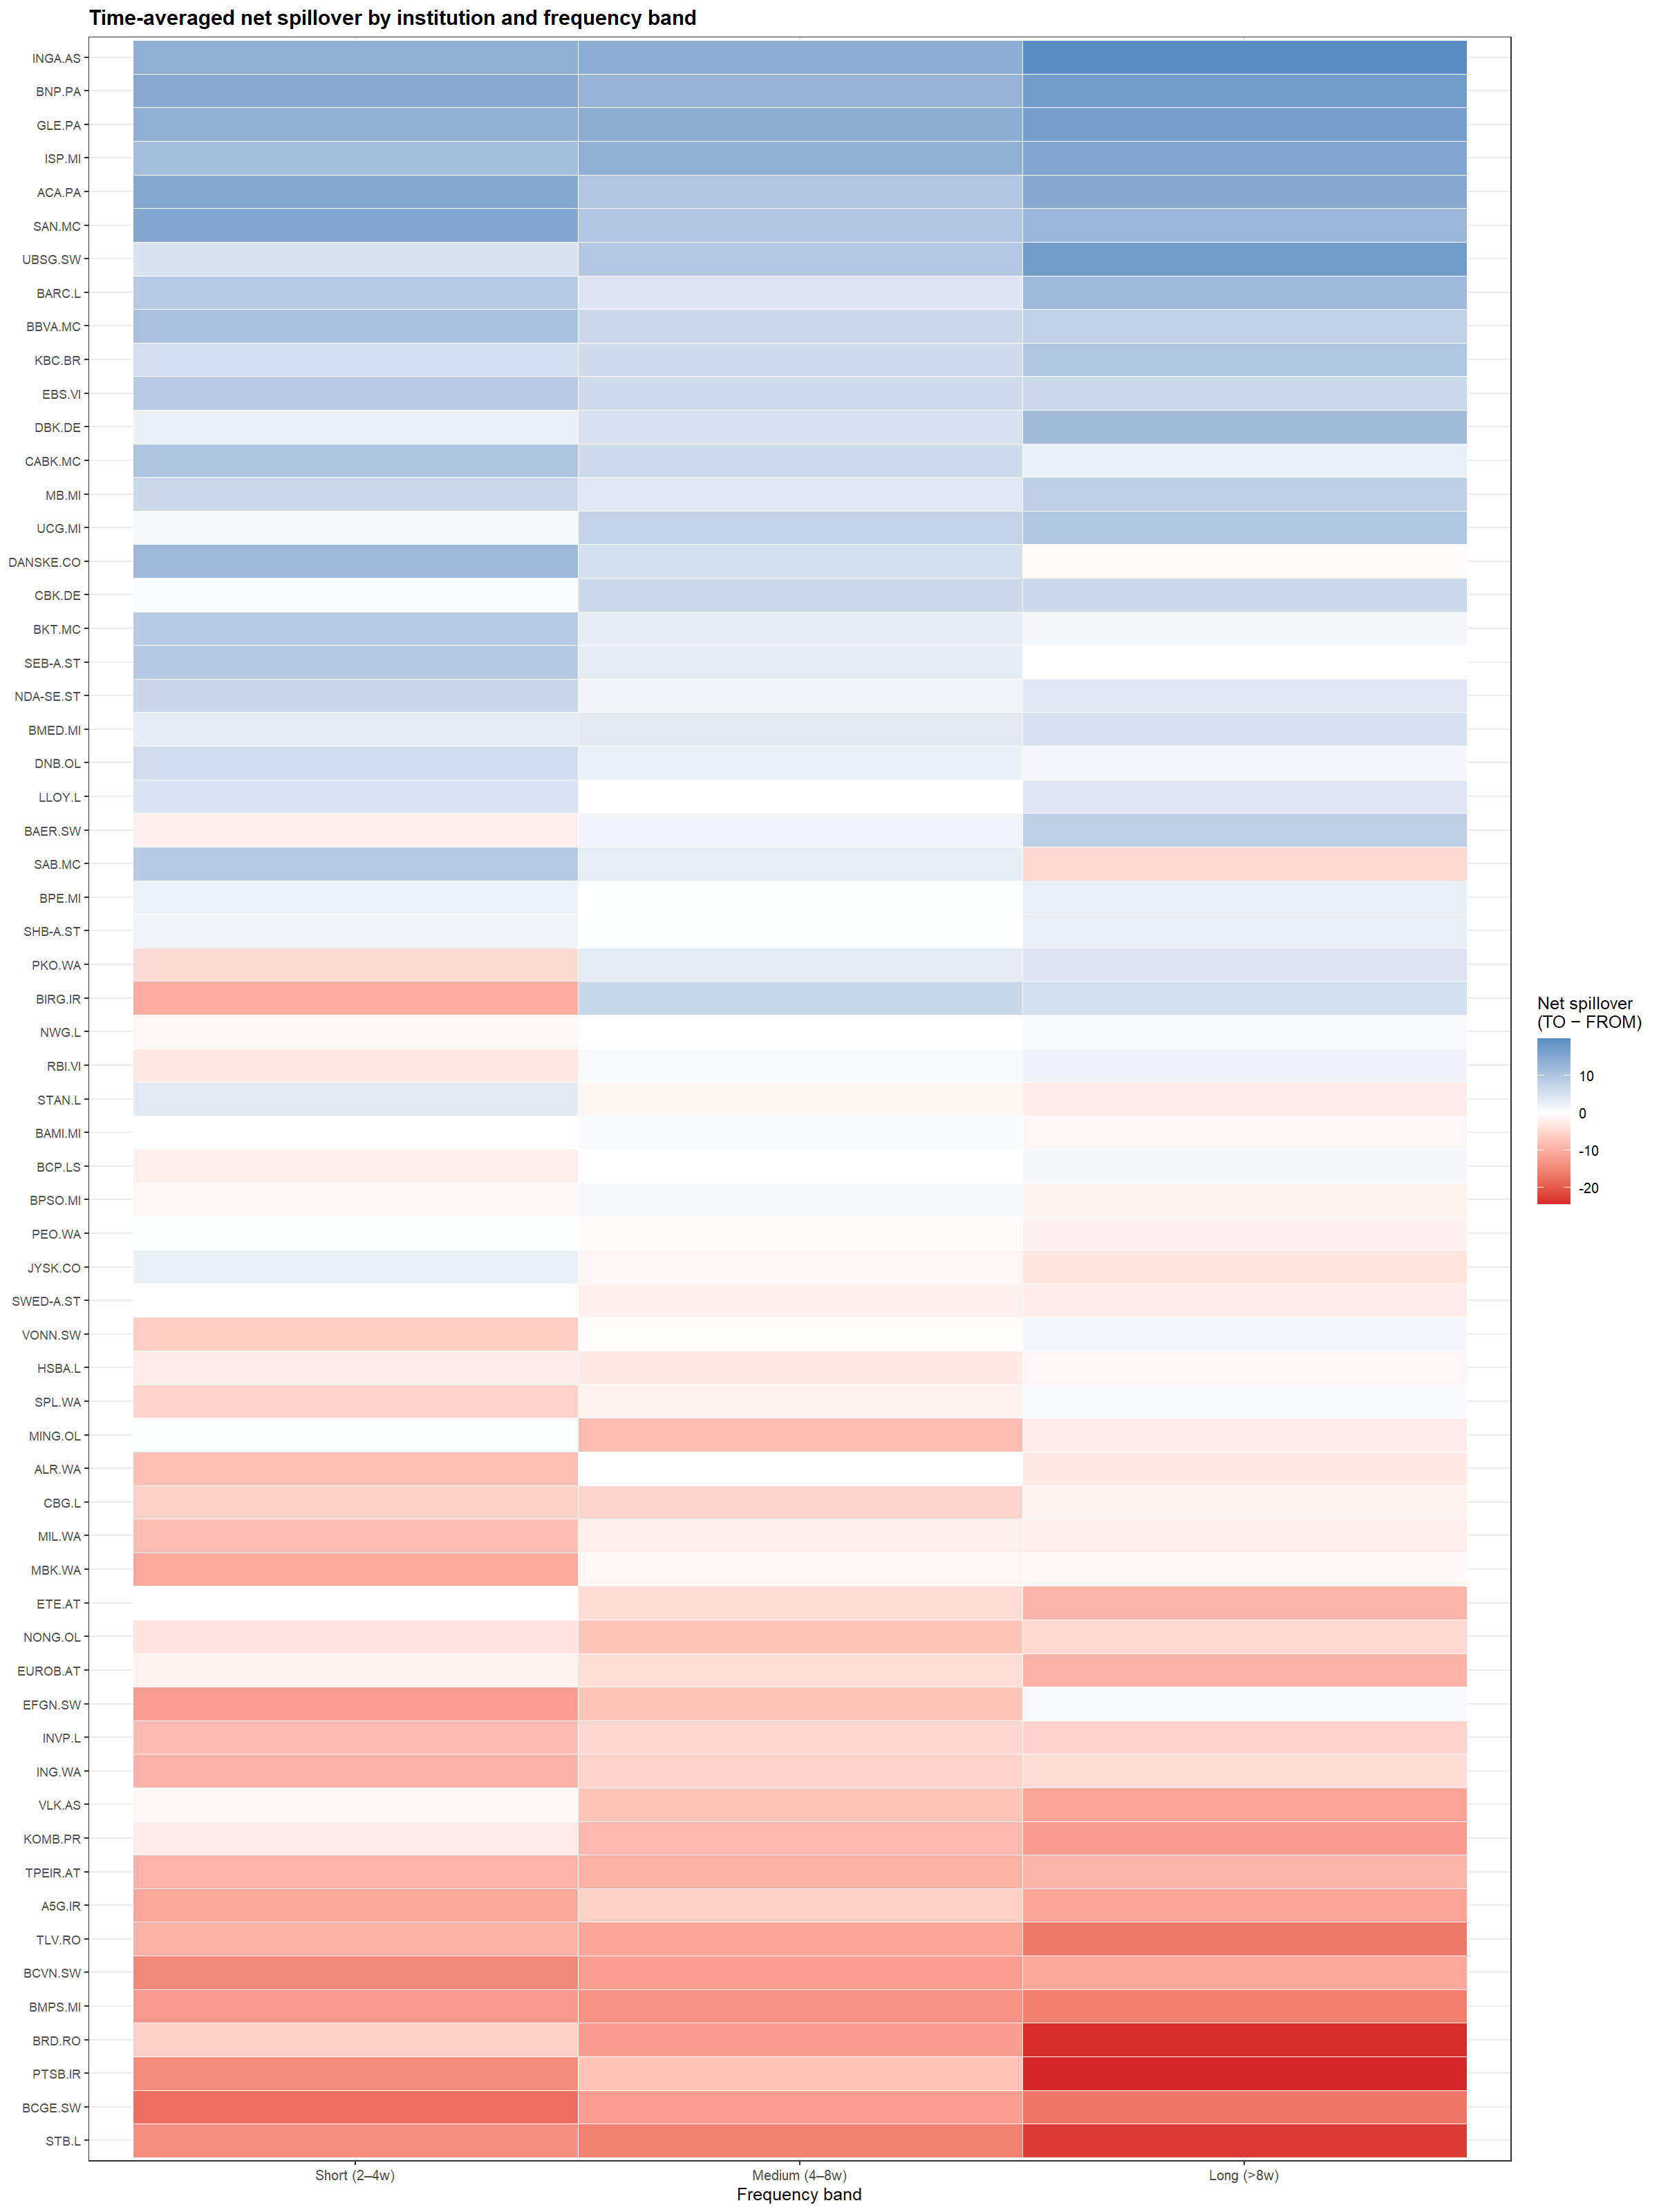 Time-averaged net spillover by institution and frequency band
INGA.AS
BNP.PA
GLE.PA
ISP.MI
ACA.PA
SAN.MC
UBSG.SW
BARC.L
BBVA.MC
KBC.BR
EBS.VI
DBK.DE
CABK.MC
MB.MI
UCG.MI
DANSKE.CO
CBK.DE
BKT.MC
SEB-A.ST
NDA-SE.ST
BMED.MI
DNB.OL
LLOY.L
BAER.SW
SAB.MC
BPE.MI
SHB-A.ST
PKO.WA
BIRG.IR
NWG.L
RBI.VI
STAN.L
BAMI.MI
BCP.LS
BPSO.MI
PEO.WA
JYSK.CO
SWED-A.ST
VONN.SW
HSBA.L
SPL.WA
MING.OL
ALR.WA
CBG.L
MIL.WA
MBK.WA
ETE.AT
NONG.OL
EUROB.AT
EFGN.SW
INVP.L
ING.WA
VLK.AS
KOMB.PR
TPEIR.AT
A5G.IR
TLV.RO
BCVN.SW
BMPS.MI
BRD.RO
PTSB.IR
BCGE.SW
STB.L
Short (2–4w) Medium (4–8w) Long (>8w)
Frequency band
Net spillover
(TO − FROM)
10
0
-10
-20